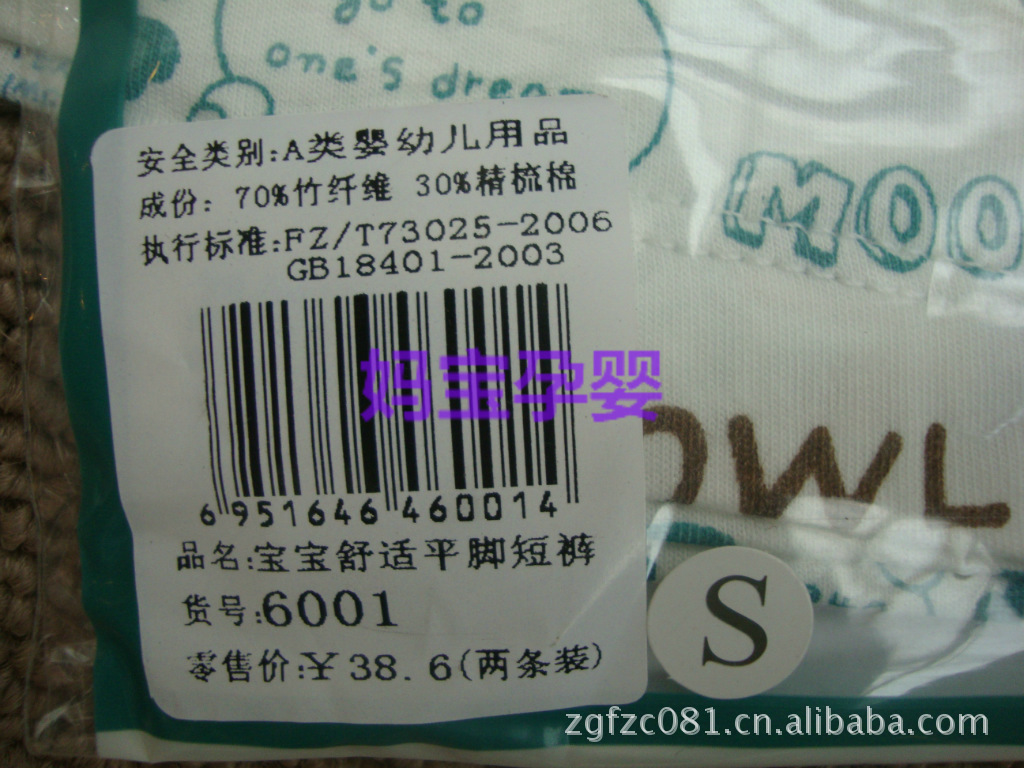 go to
one's dream
安全类别:A类婴幼儿用品
成份: 70%竹纤维 30%精梳棉
执行标准:FZ/T73025-2006
GB18401-2003
MOO
妈宝孕婴
OWL
6 951646 460014
品名:宝宝舒适平脚短裤
货号:6001
零售价:￥38.6(两条装)
S
zgfzc081.cn.alibaba.com